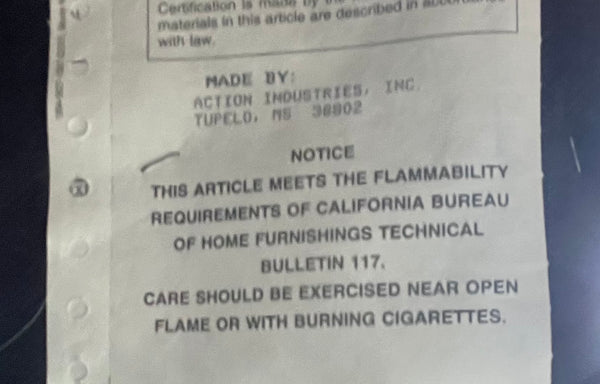 Certification is made by the
materials in this article are described in accordance
with law.
MADE BY:
ACTION INDUSTRIES, INC.
TUPELO, MS 38802
NOTICE
THIS ARTICLE MEETS THE FLAMMABILITY
REQUIREMENTS OF CALIFORNIA BUREAU
OF HOME FURNISHINGS TECHNICAL
BULLETIN 117.
CARE SHOULD BE EXERCISED NEAR OPEN
FLAME OR WITH BURNING CIGARETTES.